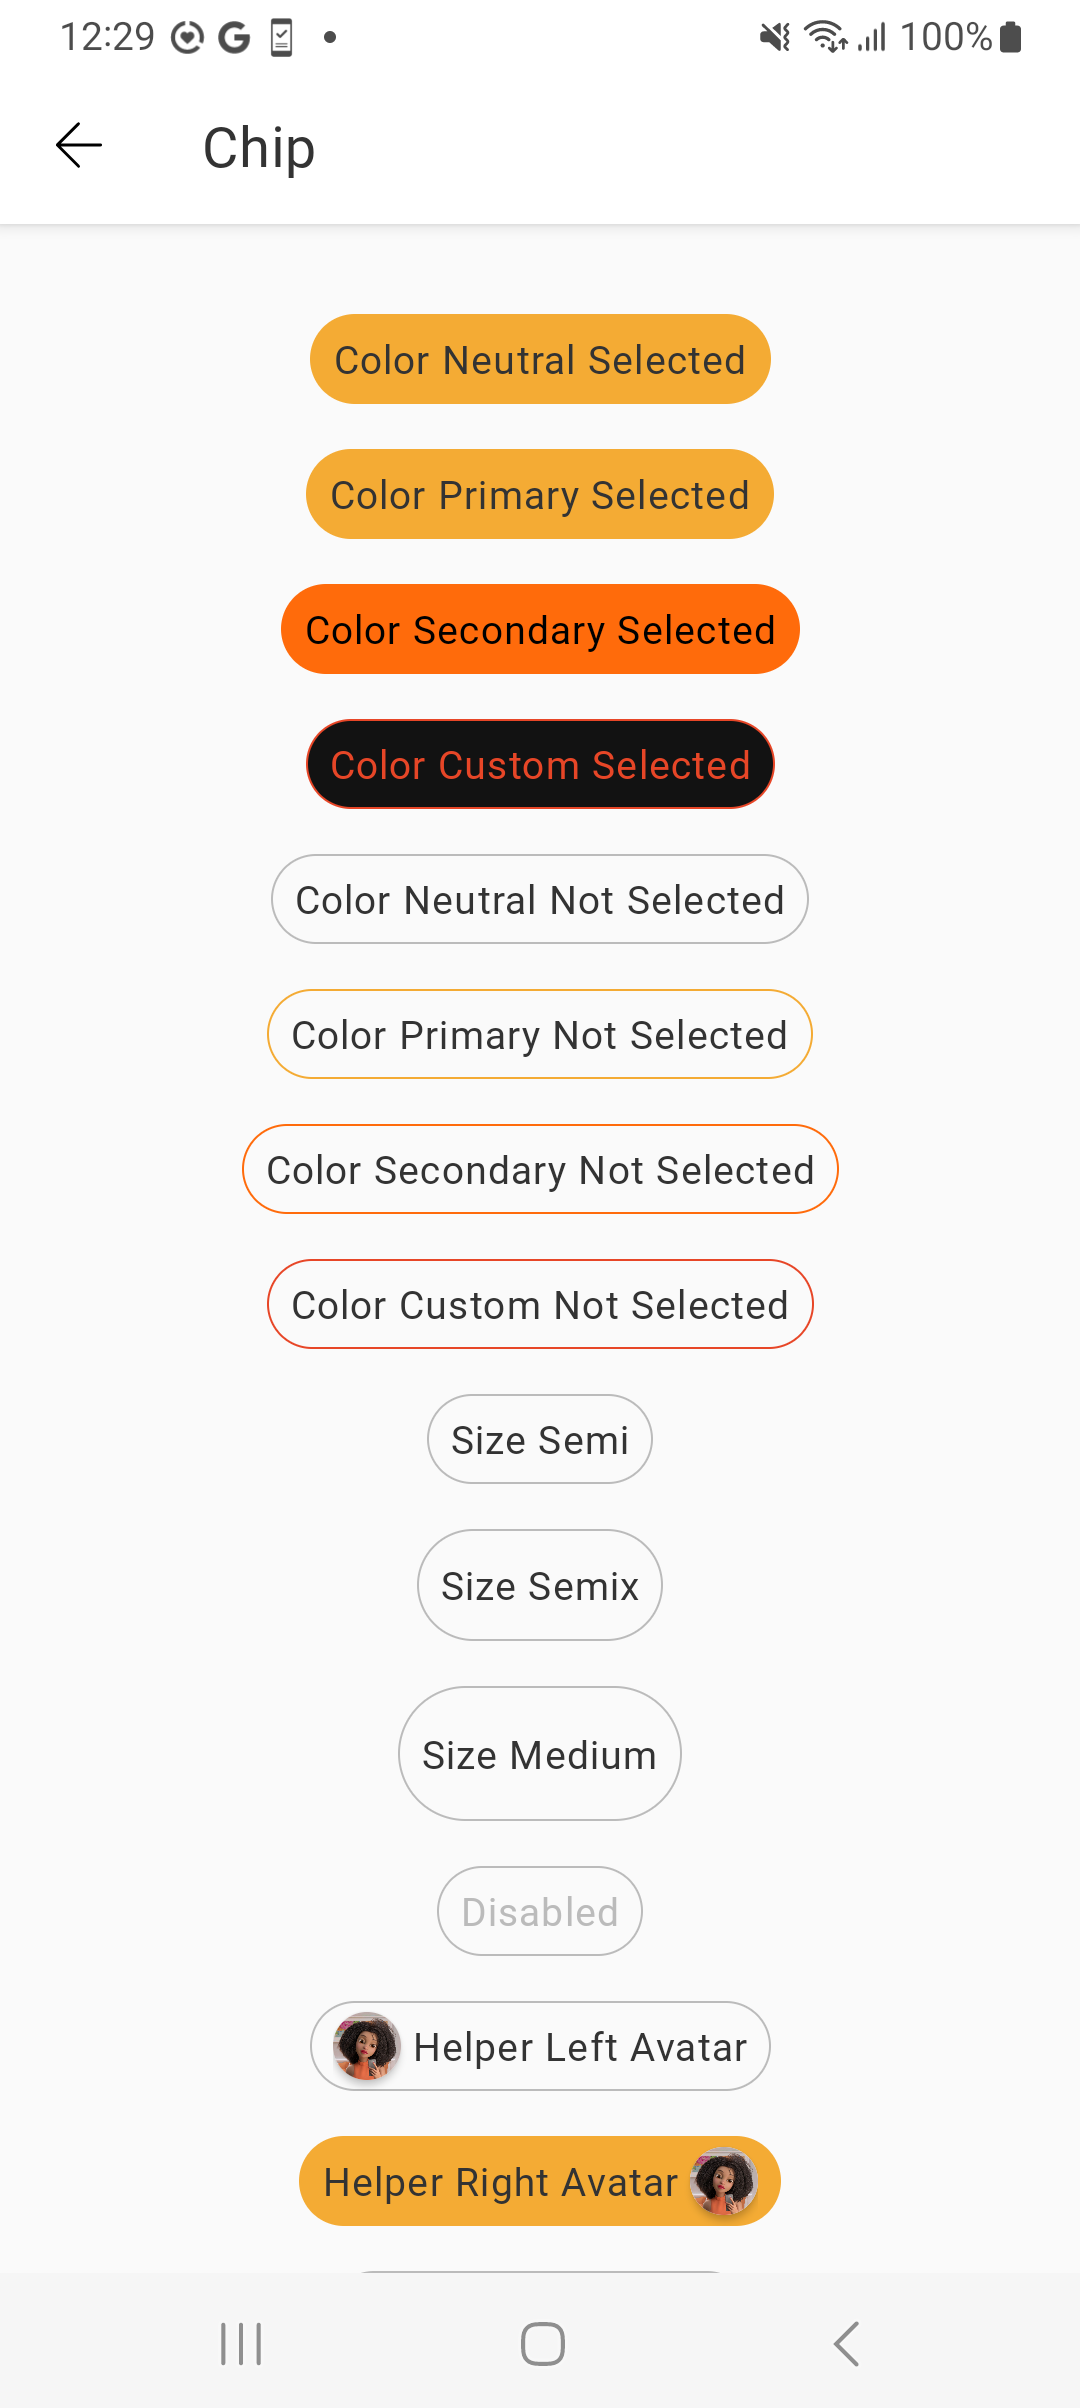 12:29
100%
Chip
Color Neutral Selected
Color Primary Selected
Color Secondary Selected
Color Custom Selected
Color Neutral Not Selected
Color Primary Not Selected
Color Secondary Not Selected
Color Custom Not Selected
Size Semi
Size Semix
Size Medium
Disabled
Helper Left Avatar
Helper Right Avatar